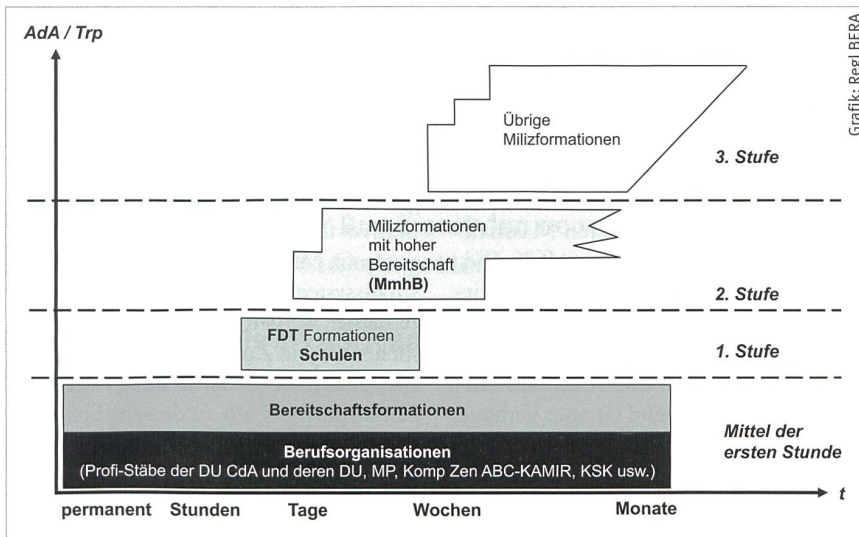 AdA / Trp
Grafik: Regl BERA
Übrige
Milizformationen
3. Stufe
Milizformationen
mit hoher
Bereitschaft
(MmhB)
2. Stufe
FDT Formationen
Schulen
1. Stufe
Bereitschaftsformationen
Berufsorganisationen
(Profi-Stäbe der DU CdA und deren DU, MP, Komp Zen ABC-KAMIR, KSK usw.)
Mittel der
ersten Stunde
t
permanent Stunden Tage Wochen Monate